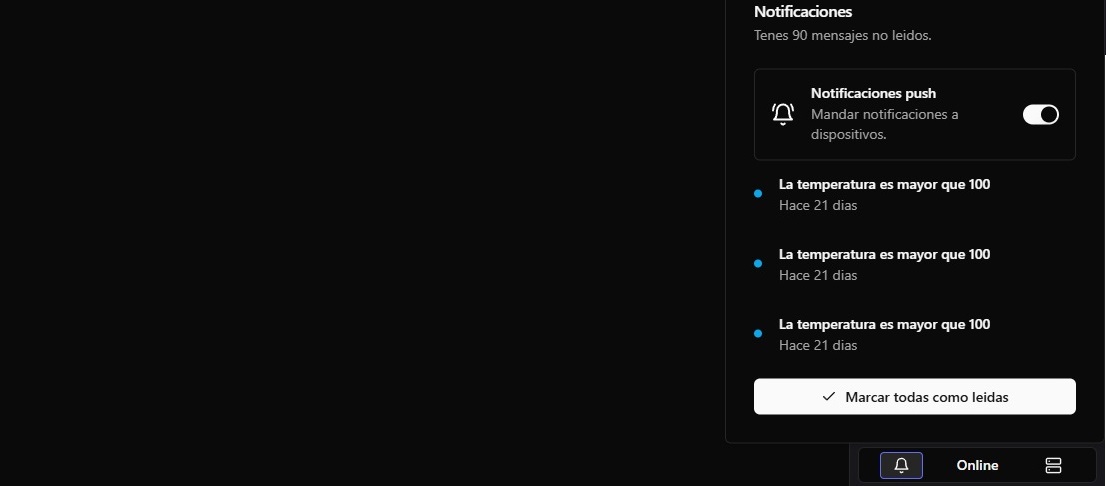 Notificaciones
Tenes 90 mensajes no leidos.
Notificaciones push
Mandar notificaciones a
dispositivos.
La temperatura es mayor que 100
Hace 21 dias
La temperatura es mayor que 100
Hace 21 dias
La temperatura es mayor que 100
Hace 21 dias
Marcar todas como leidas
Online